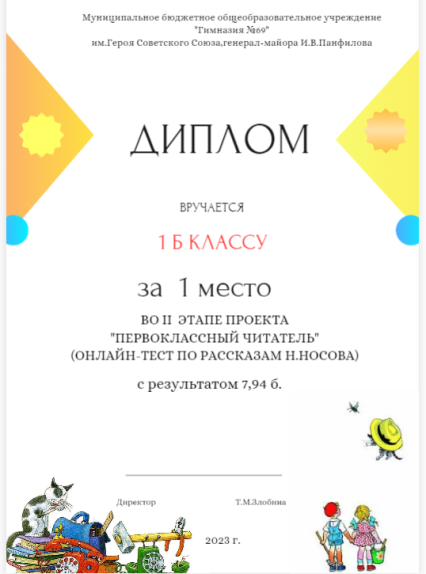 Муниципальное бюджетное общеобразовательное учреждение
"Гимназия №69"
им.Героя Советского Союза,генерал-майора И.В.Панфилова
ДИПЛОМ
ВРУЧАЕТСЯ
1 Б КЛАССУ
за 1 место
ВО II ЭТАПЕ ПРОЕКТА
"ПЕРВОКЛАССНЫЙ ЧИТАТЕЛЬ"
(ОНЛАЙН-ТЕСТ ПО РАССКАЗАМ Н.НОСОВА)
с результатом 7,94 б.
Директор Т.М.Злобина
2023 г.